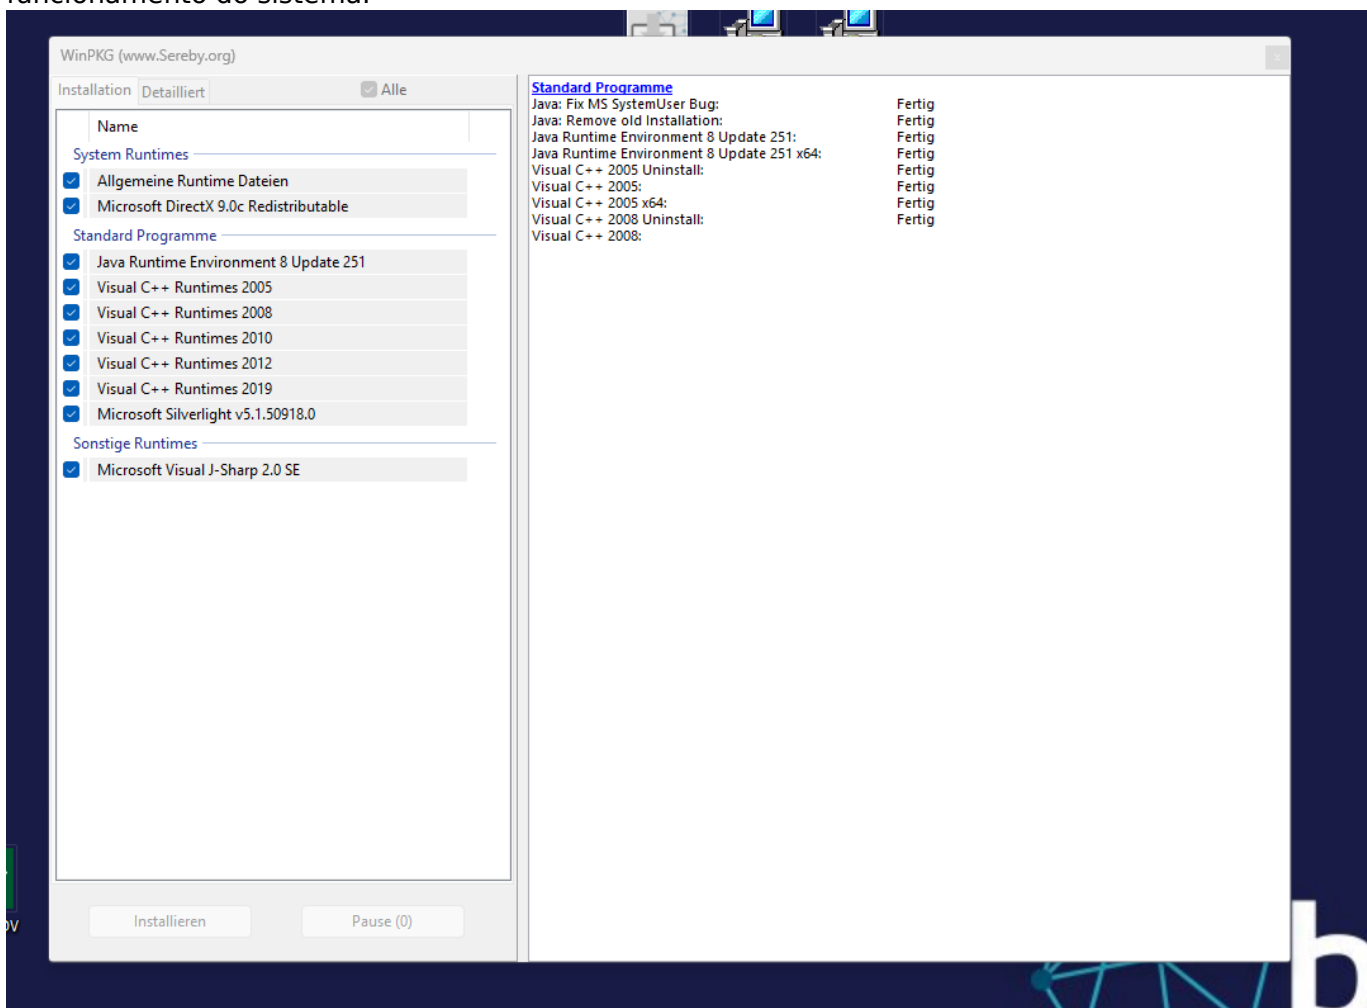 funcionamento do sistema.
WinPKG (www.Sereby.org)
x
Installation Detailliert Alle
Name
System Runtimes
Allgemeine Runtime Dateien
Microsoft DirectX 9.0c Redistributable
Standard Programme
Java Runtime Environment 8 Update 251
Visual C++ Runtimes 2005
Visual C++ Runtimes 2008
Visual C++ Runtimes 2010
Visual C++ Runtimes 2012
Visual C++ Runtimes 2019
Microsoft Silverlight v5.1.50918.0
Sonstige Runtimes
Microsoft Visual J-Sharp 2.0 SE
Installieren Pause (0)
Standard Programme
Java: Fix MS SystemUser Bug: Fertig
Java: Remove old Installation: Fertig
Java Runtime Environment 8 Update 251: Fertig
Java Runtime Environment 8 Update 251 x64: Fertig
Visual C++ 2005 Uninstall: Fertig
Visual C++ 2005: Fertig
Visual C++ 2005 x64: Fertig
Visual C++ 2008 Uninstall: Fertig
Visual C++ 2008:
b